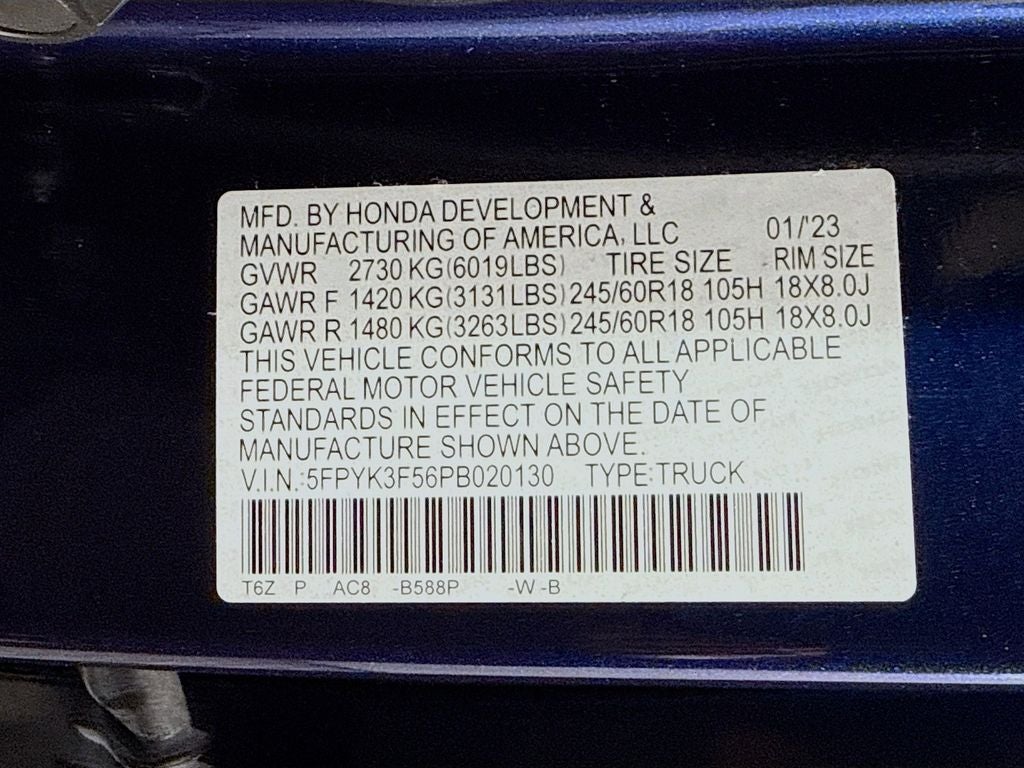 MFD. BY HONDA DEVELOPMENT &
MANUFACTURING OF AMERICA, LLC 01/'23
GVWR 2730 KG(6019LBS) TIRE SIZE RIM SIZE
GAWR F 1420 KG(3131LBS) 245/60R18 105H 18X8.0J
GAWR R 1480 KG(3263LBS) 245/60R18 105H 18X8.0J
THIS VEHICLE CONFORMS TO ALL APPLICABLE
FEDERAL MOTOR VEHICLE SAFETY
STANDARDS IN EFFECT ON THE DATE OF
MANUFACTURE SHOWN ABOVE.
V.I.N.:5FPYK3F56PB020130 TYPE:TRUCK
T6Z P AC8 -B588P -W -B